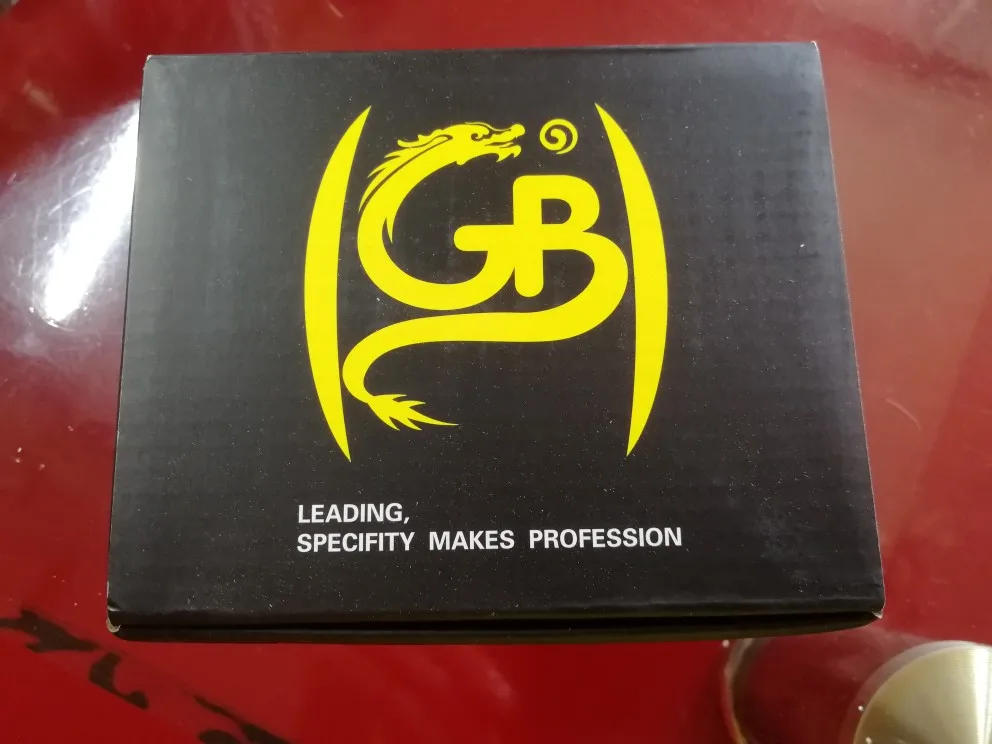 GB
LEADING,
SPECIFITY MAKES PROFESSION